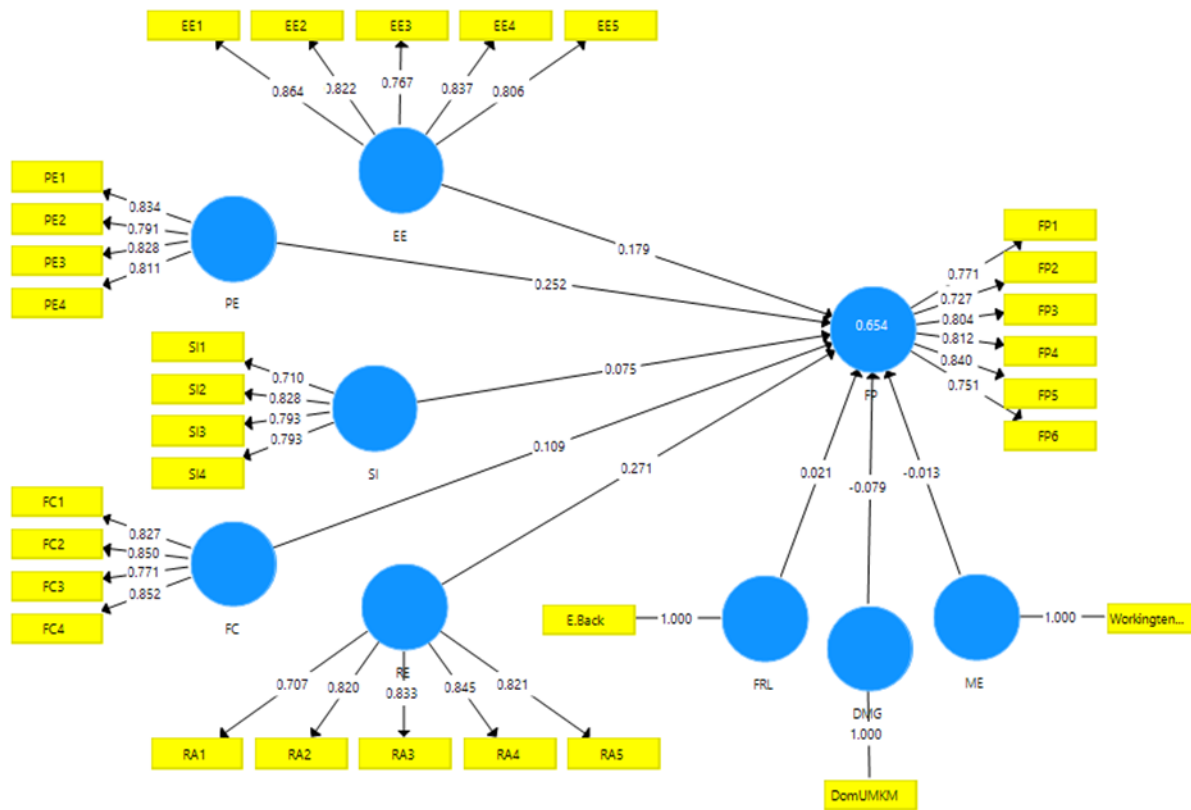 EE1
EE2
EE3
EE4
EE5
0.864
0.822
0.767
0.837
0.806
EE
PE1
PE2
PE3
PE4
0.834
0.791
0.828
0.811
PE
0.179
0.252
SI1
SI2
SI3
SI4
0.710
0.828
0.793
0.793
SI
0.075
FC1
FC2
FC3
FC4
0.827
0.850
0.771
0.852
FC
0.109
0.271
RE
0.707
0.820
0.833
0.845
0.821
RA1
RA2
RA3
RA4
RA5
0.654
FP
0.771
0.727
0.804
0.812
0.840
0.751
FP1
FP2
FP3
FP4
FP5
FP6
0.021
-0.079
-0.013
E.Back
1.000
FRL
DMG
1.000
DomUMKM
ME
1.000
Workingten...